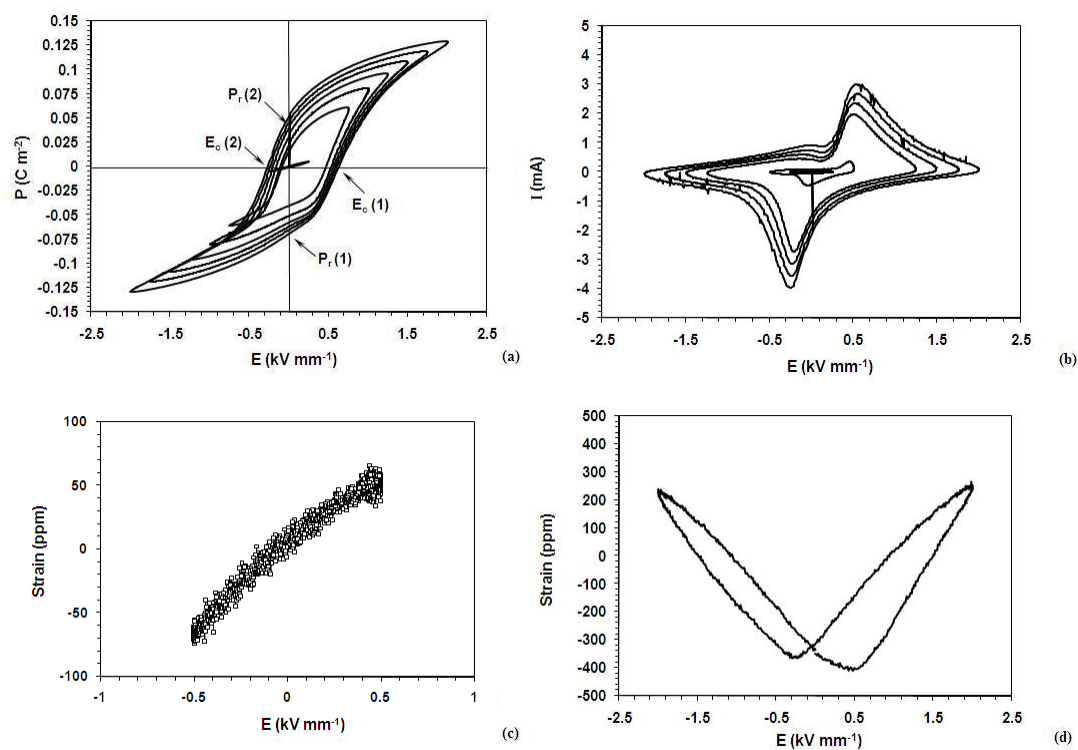 0.15
0.125
0.1
0.075
0.05
0.025
0
-0.025
-0.05
-0.075
-0.1
-0.125
-0.15
P (C m-2)
Pr (2)
Ec (2)
Ec (1)
Pr (1)
-2.5 -1.5 -0.5 0.5 1.5 2.5
E (kV mm-1)
(a)
5
4
3
2
1
0
-1
-2
-3
-4
-5
I (mA)
-2.5 -1.5 -0.5 0.5 1.5 2.5
E (kV mm-1)
(b)
100
50
0
-50
-100
Strain (ppm)
-1 -0.5 0 0.5 1
E (kV mm-1)
(c)
500
400
300
200
100
0
-100
-200
-300
-400
-500
Strain (ppm)
-2.5 -1.5 -0.5 0.5 1.5 2.5
E (kV mm-1)
(d)